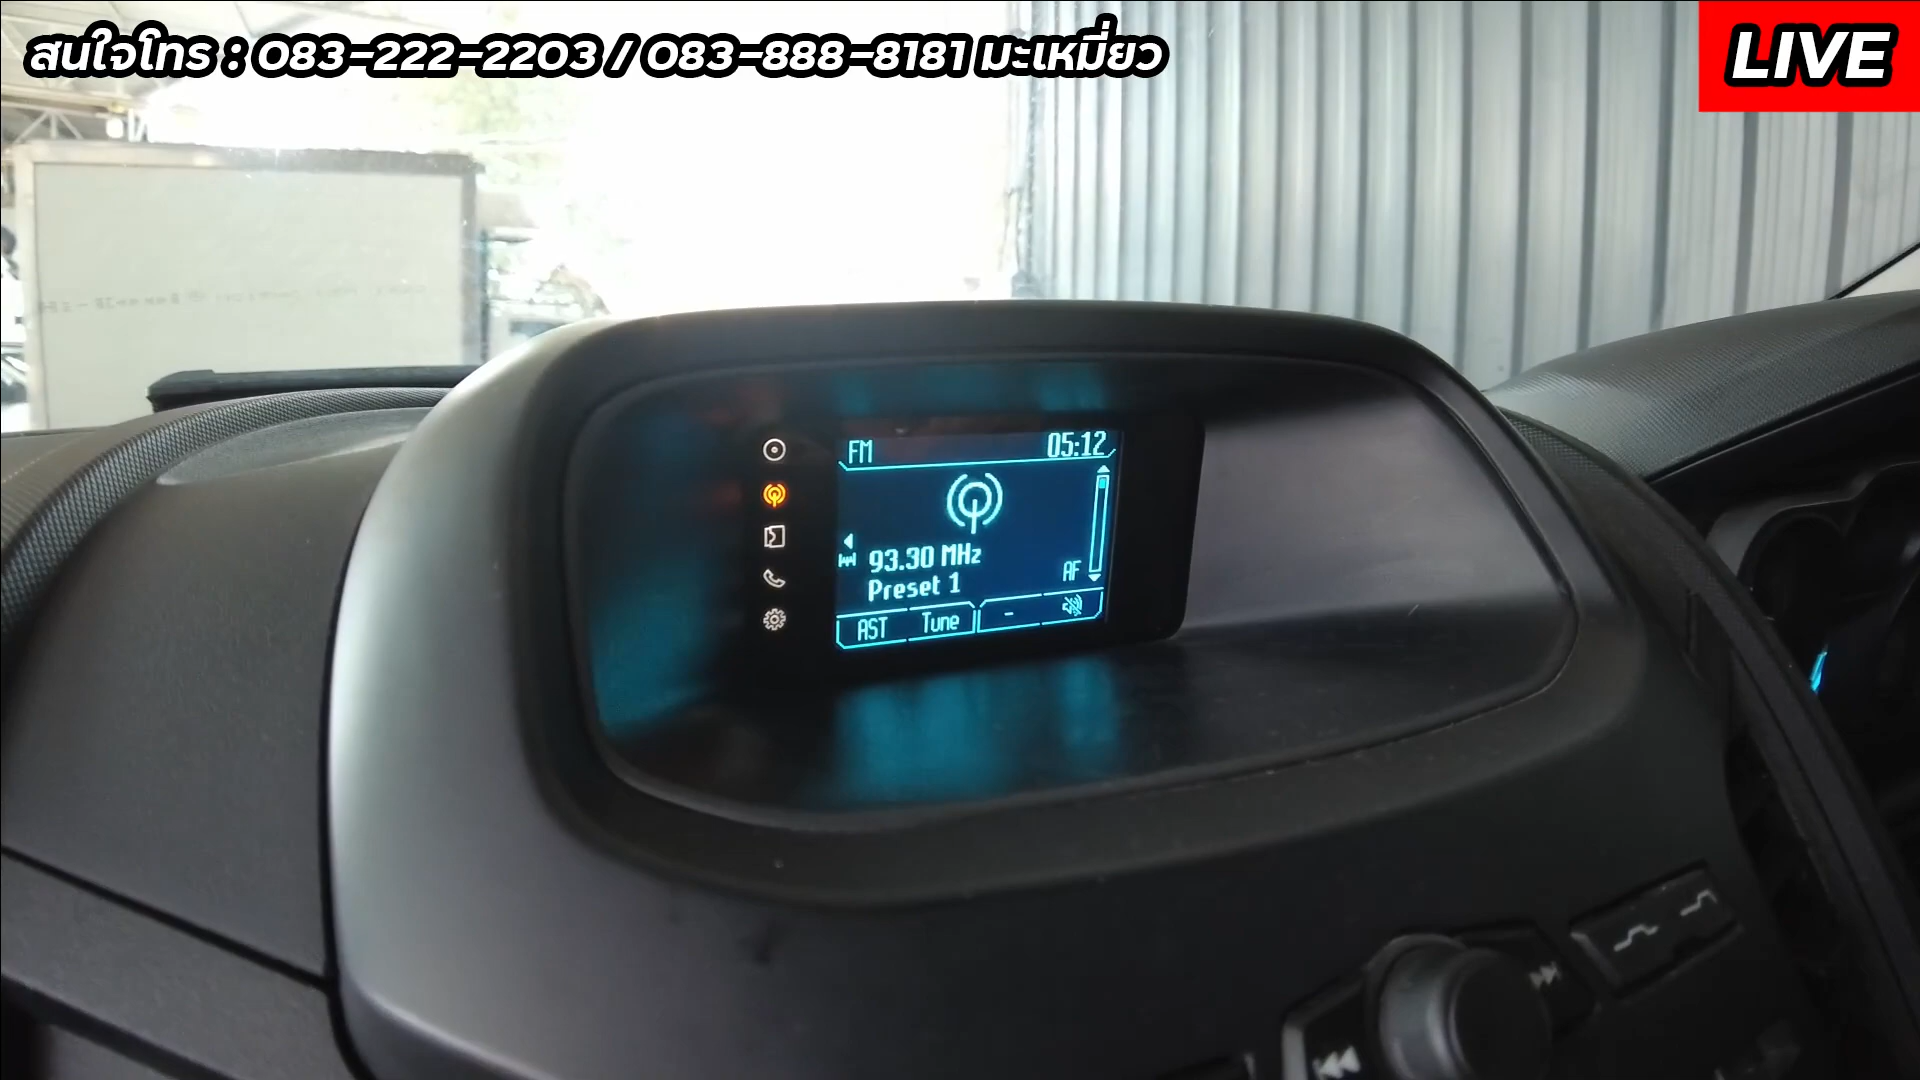 สนใจโทร : 083-222-2203 / 083-888-8181 มะเหมี่ยว
LIVE
FM 05:12
93.30 MHz
AF
Preset 1
AST Tune -